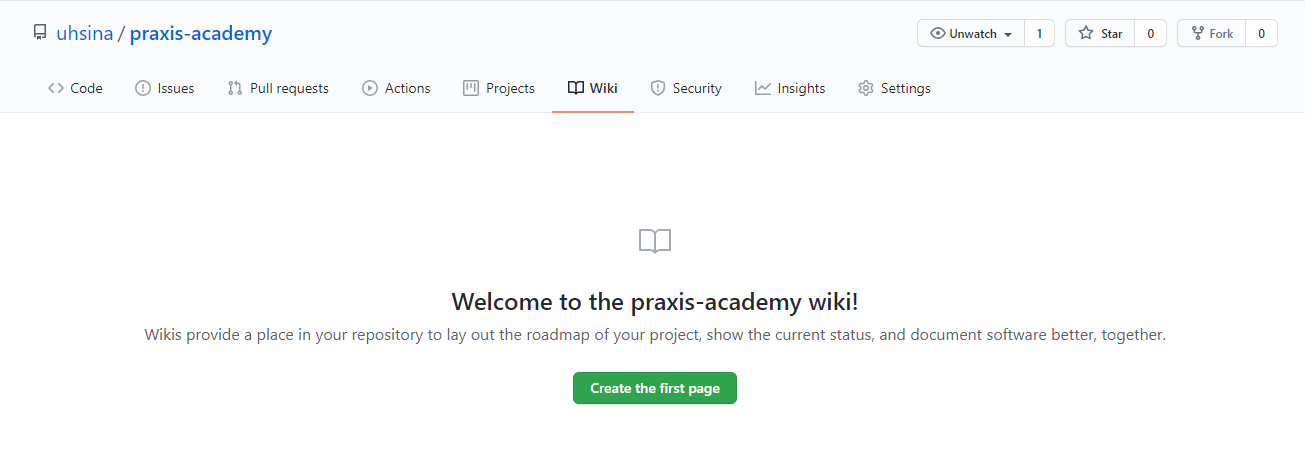 uhsina / praxis-academy
Unwatch 1 Star 0 Fork 0
Code Issues Pull requests Actions Projects Wiki Security Insights Settings
Welcome to the praxis-academy wiki!
Wikis provide a place in your repository to lay out the roadmap of your project, show the current status, and document software better, together.
Create the first page